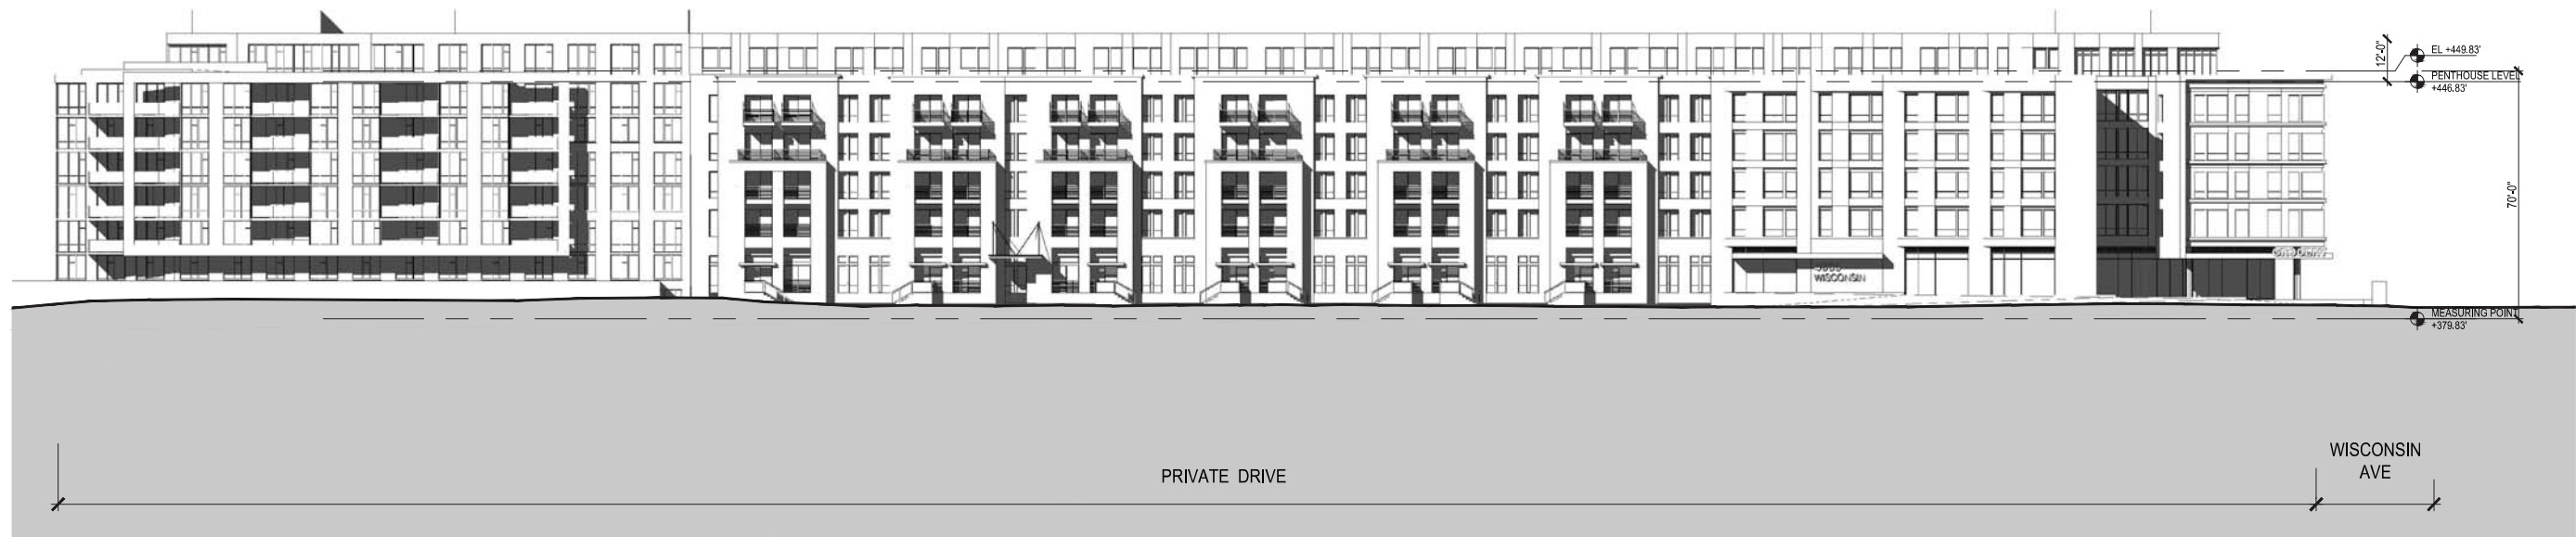 12'-0"
EL +449.83'
PENTHOUSE LEVEL
+446.83'
70'-0"
WISCONSIN
MEASURING POINT
+379.83'
PRIVATE DRIVE
WISCONSIN
AVE